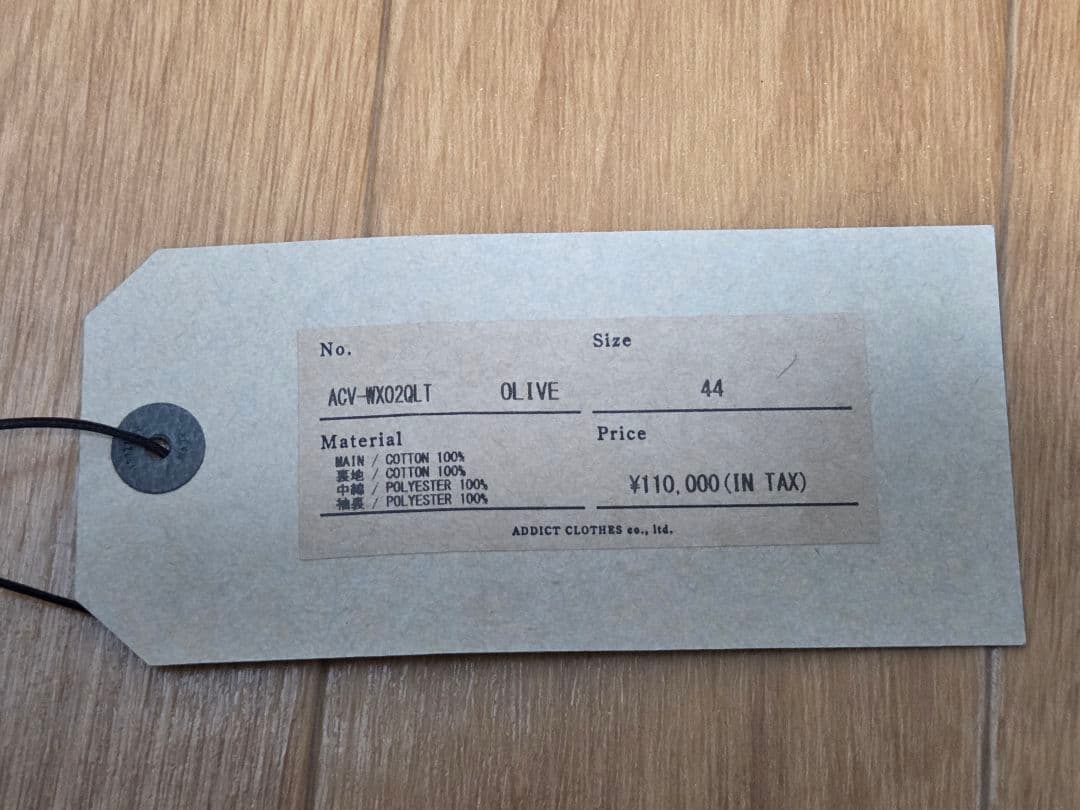 No.
Size
ACV-WX02QLT OLIVE
44
Material
Price
MAIN / COTTON 100%
裏地 / COTTON 100%
中綿 / POLYESTER 100%
袖裏 / POLYESTER 100%
¥110,000(IN TAX)
ADDICT CLOTHES co., ltd.